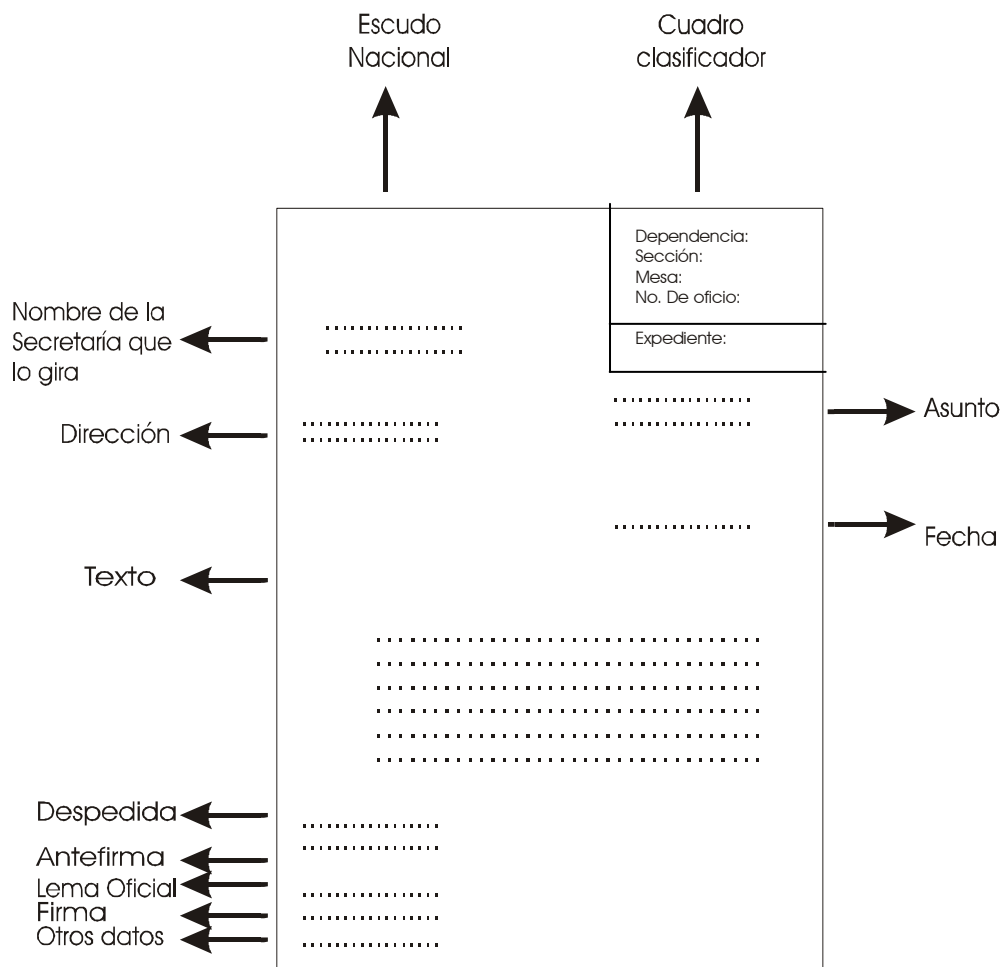 Escudo
Nacional
Cuadro
clasificador
Dependencia:
Sección:
Mesa:
No. De oficio:
Expediente:
Nombre de la
Secretaría que
lo gira
Asunto
Dirección
Fecha
Texto
Despedida
Antefirma
Lema Oficial
Firma
Otros datos